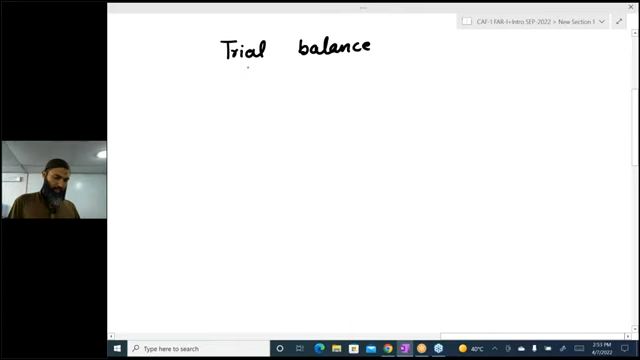 CAF-1 FAR-I+Intro SEP-2022 > New Section 1
Trial balance
Type here to search
40°C
2:53 PM
4/7/2022